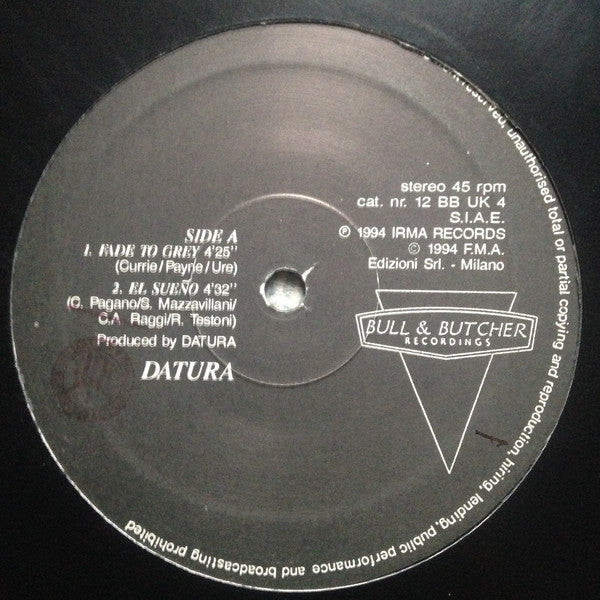 SIDE A
1. FADE TO GREY 4'25"
(Currie/Payne/Ure)
2. EL SUEÑO 4'32"
(C. Pagano/S. Mazzavillani/
C.A. Raggi/R. Testoni)
Produced by DATURA
DATURA
stereo 45 rpm
cat. nr. 12 BB UK 4
S.I.A.E.
℗ 1994 IRMA RECORDS
© 1994 F.M.A.
Edizioni Srl. - Milano
BULL & BUTCHER
RECORDINGS
reserved, unauthorised total or partial copying and reproduction, hiring, lending, public performance and broadcasting prohibited